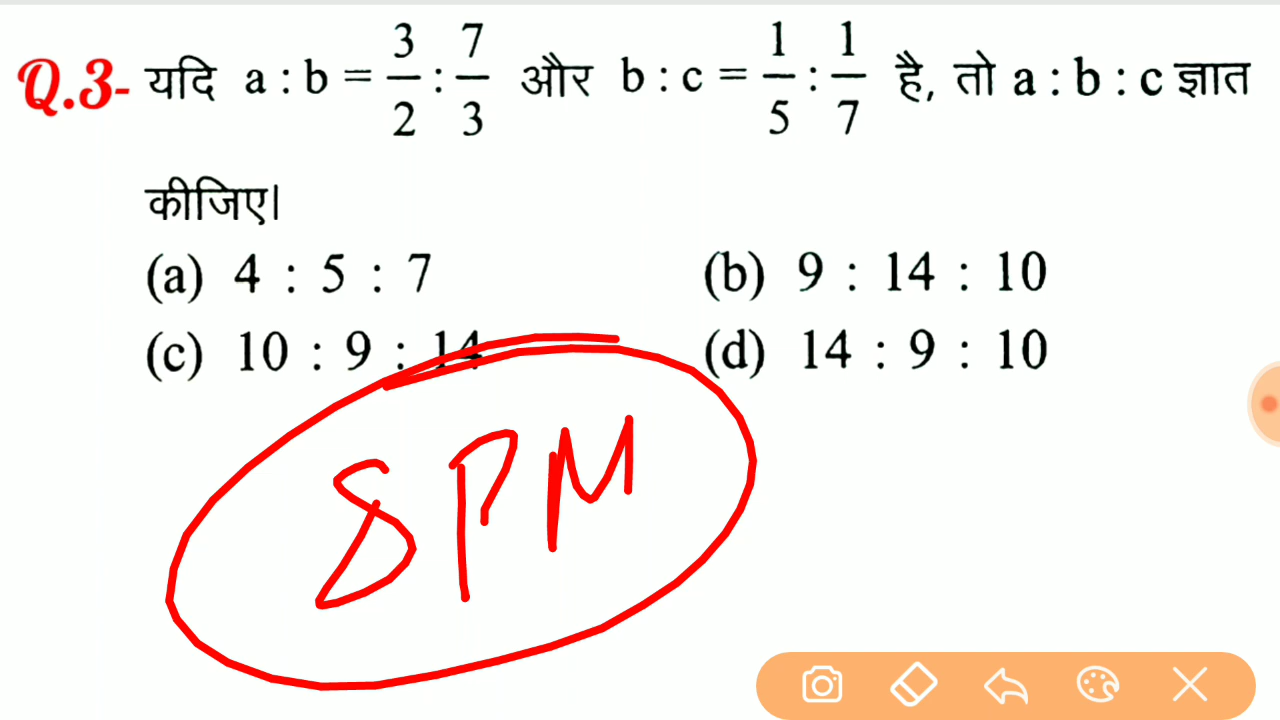 Q.3- यदि a : b = 3/2 : 7/3 और b : c = 1/5 : 1/7 है, तो a : b : c ज्ञात
कीजिए।
(a) 4 : 5 : 7 (b) 9 : 14 : 10
(c) 10 : 9 : 14 (d) 14 : 9 : 10
8PM